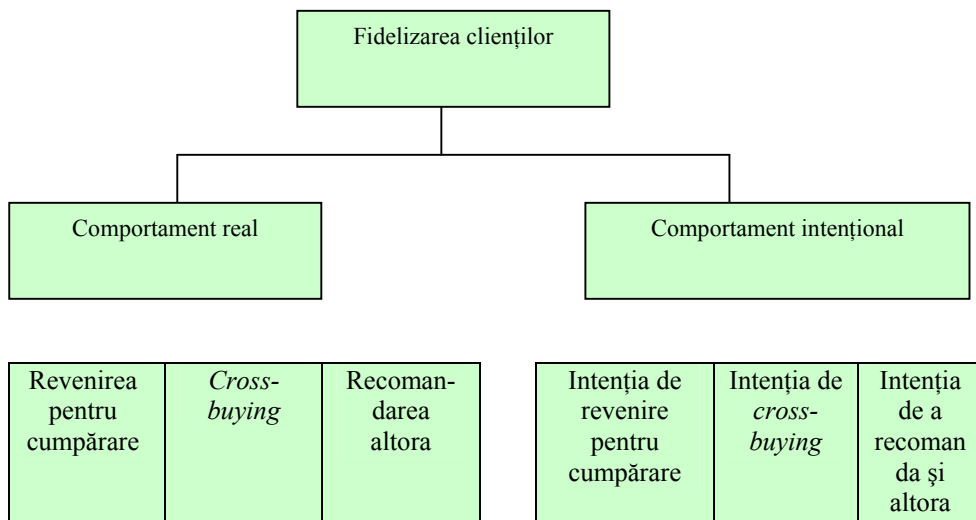 Fidelizarea clienților
Comportament real
Comportament intențional
Revenirea
pentru
cumpărare
Cross-
buying
Recoman-
darea
altora
Intenția de
revenire
pentru
cumpărare
Intenția de
cross-
buying
Intenția
de a
recoman
da şi
altora